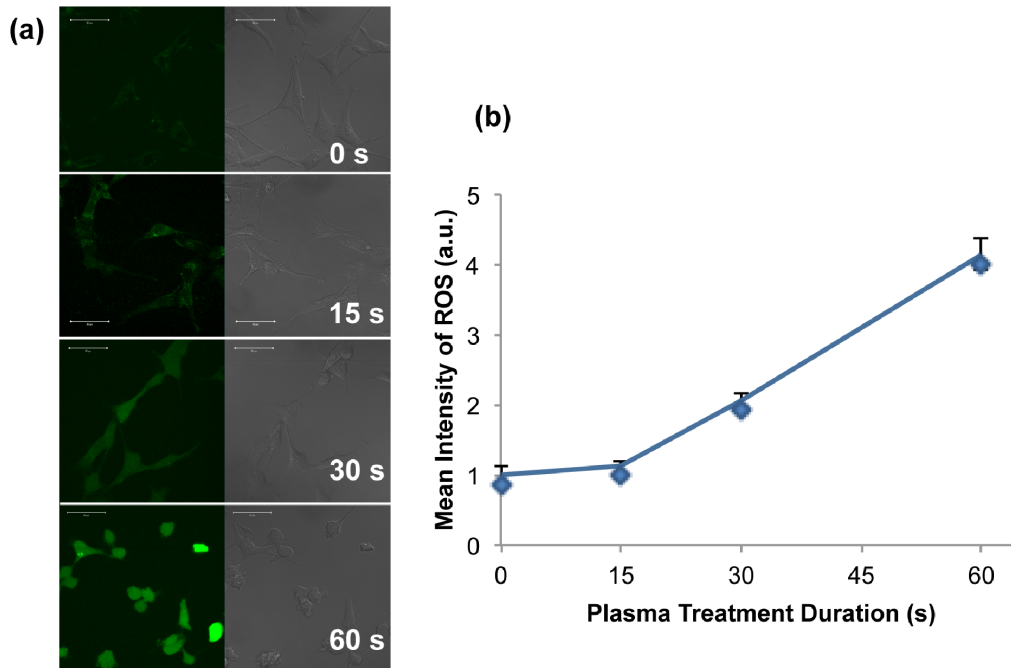 (a)
0 s
15 s
30 s
60 s
(b)
Mean Intensity of ROS (a.u.)
5
4
3
2
1
0
0 15 30 45 60
Plasma Treatment Duration (s)